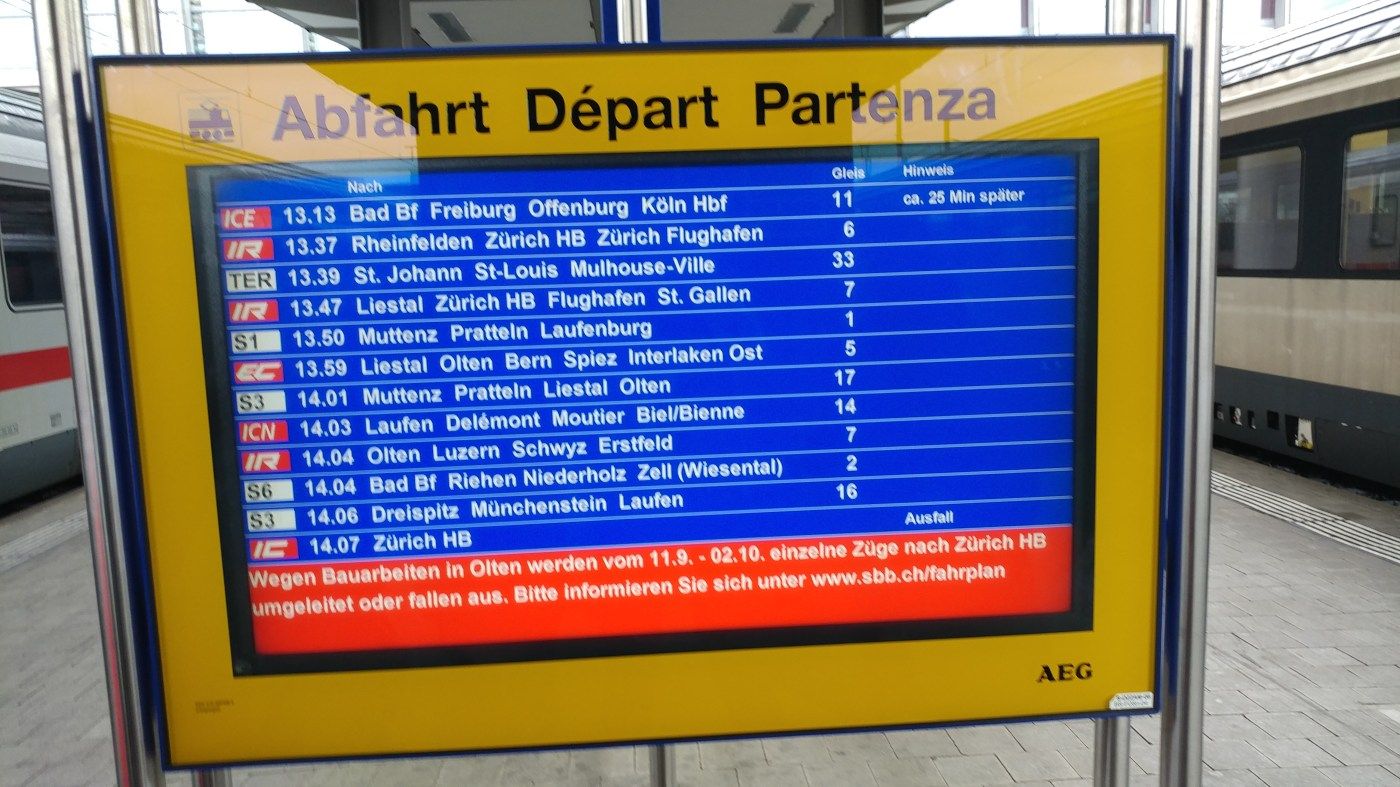 Abfahrt Départ Partenza
Nach Gleis Hinweis
ICE 13.13 Bad Bf Freiburg Offenburg Köln Hbf 11 ca. 25 Min später
IR 13.37 Rheinfelden Zürich HB Zürich Flughafen 6
TER 13.39 St. Johann St-Louis Mulhouse-Ville 33
IR 13.47 Liestal Zürich HB Flughafen St. Gallen 7
S1 13.50 Muttenz Pratteln Laufenburg 1
EC 13.59 Liestal Olten Bern Spiez Interlaken Ost 5
S3 14.01 Muttenz Pratteln Liestal Olten 17
ICN 14.03 Laufen Delémont Moutier Biel/Bienne 14
IR 14.04 Olten Luzern Schwyz Erstfeld 7
S6 14.04 Bad Bf Riehen Niederholz Zell (Wiesental) 2
S3 14.06 Dreispitz Münchenstein Laufen 16
IC 14.07 Zürich HB Ausfall
Wegen Bauarbeiten in Olten werden vom 11.9. - 02.10. einzelne Züge nach Zürich HB
umgeleitet oder fallen aus. Bitte informieren Sie sich unter www.sbb.ch/fahrplan
AEG